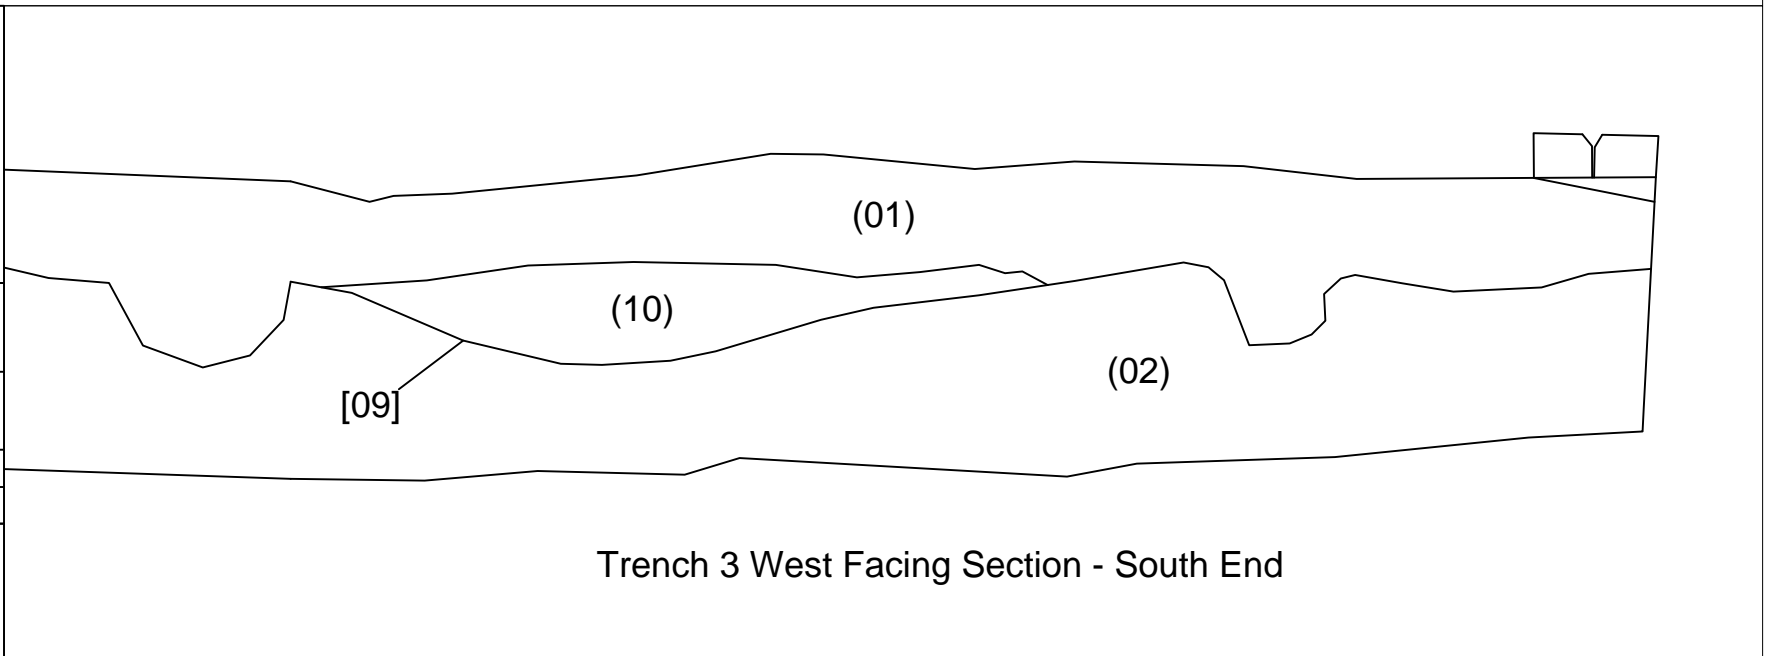 (01)
(10)
(02)
[09]
Trench 3 West Facing Section - South End